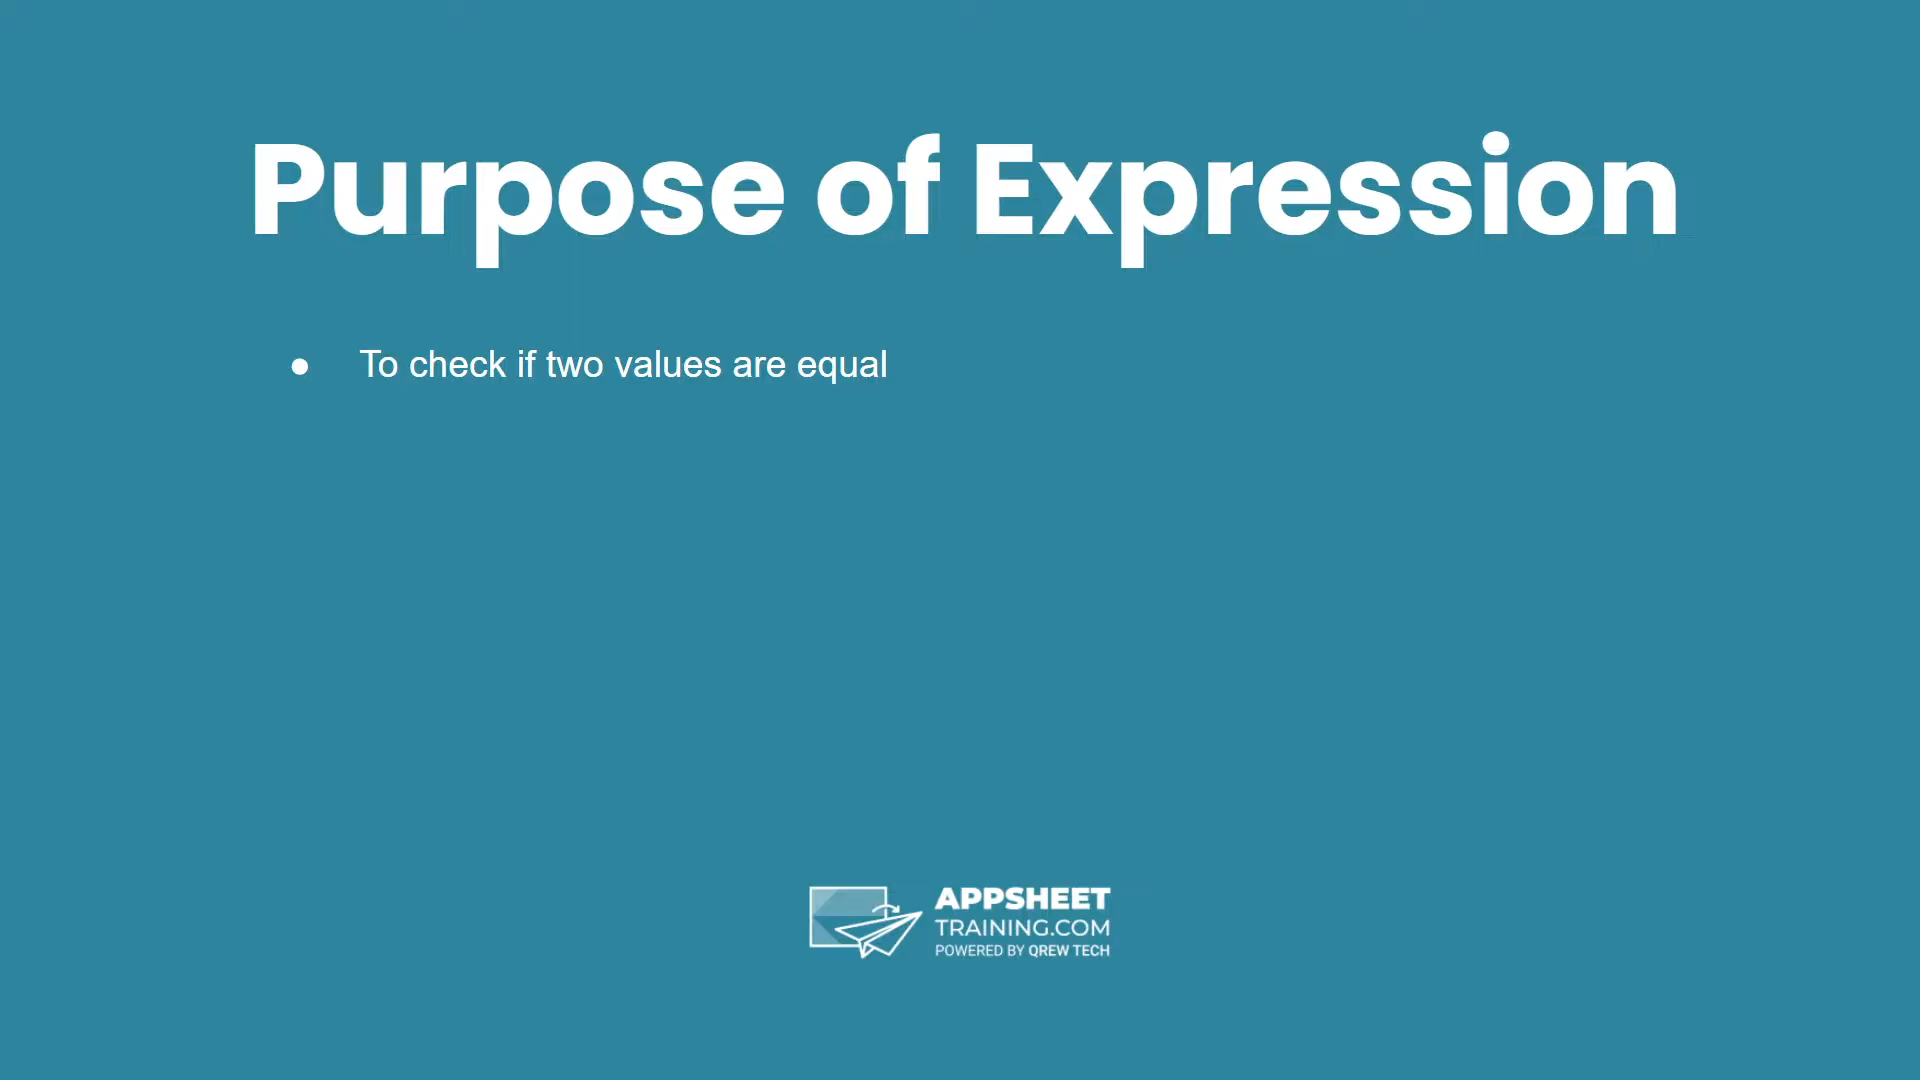 Purpose of Expression
● To check if two values are equal
APPSHEET
TRAINING.COM
POWERED BY QREW TECH